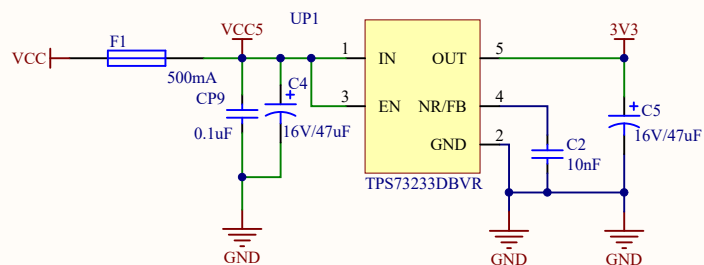 UP1
F1
VCC5
3V3
VCC
1
IN
OUT
5
500mA
C4
CP9
3
EN
NR/FB
4
C5
0.1uF
16V/47uF
GND
2
C2
16V/47uF
10nF
TPS73233DBVR
GND
GND
GND